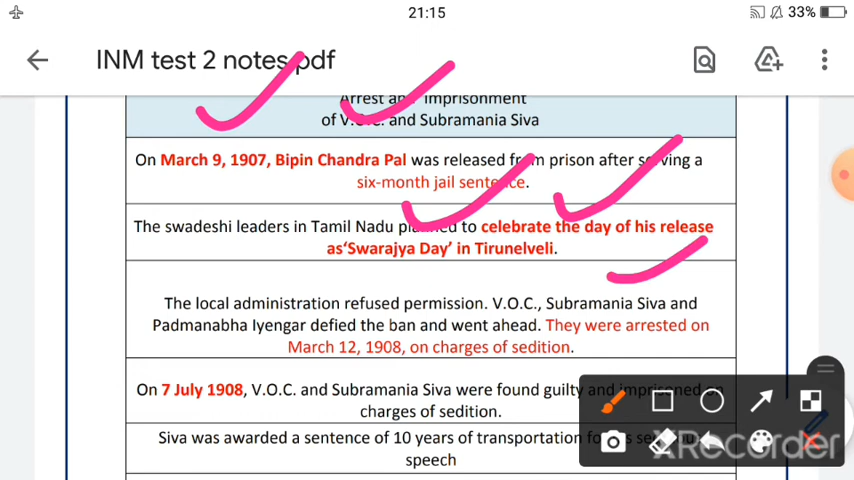 21:15
33%
INM test 2 notes.pdf
Arrest and Imprisonment
of V.O.C. and Subramania Siva
On March 9, 1907, Bipin Chandra Pal was released from prison after serving a
six-month jail sentence.
The swadeshi leaders in Tamil Nadu planned to celebrate the day of his release
as‘Swarajya Day’ in Tirunelveli.
The local administration refused permission. V.O.C., Subramania Siva and
Padmanabha Iyengar defied the ban and went ahead. They were arrested on
March 12, 1908, on charges of sedition.
On 7 July 1908, V.O.C. and Subramania Siva were found guilty and imprisoned on
charges of sedition.
Siva was awarded a sentence of 10 years of transportation
speech
XRecorder